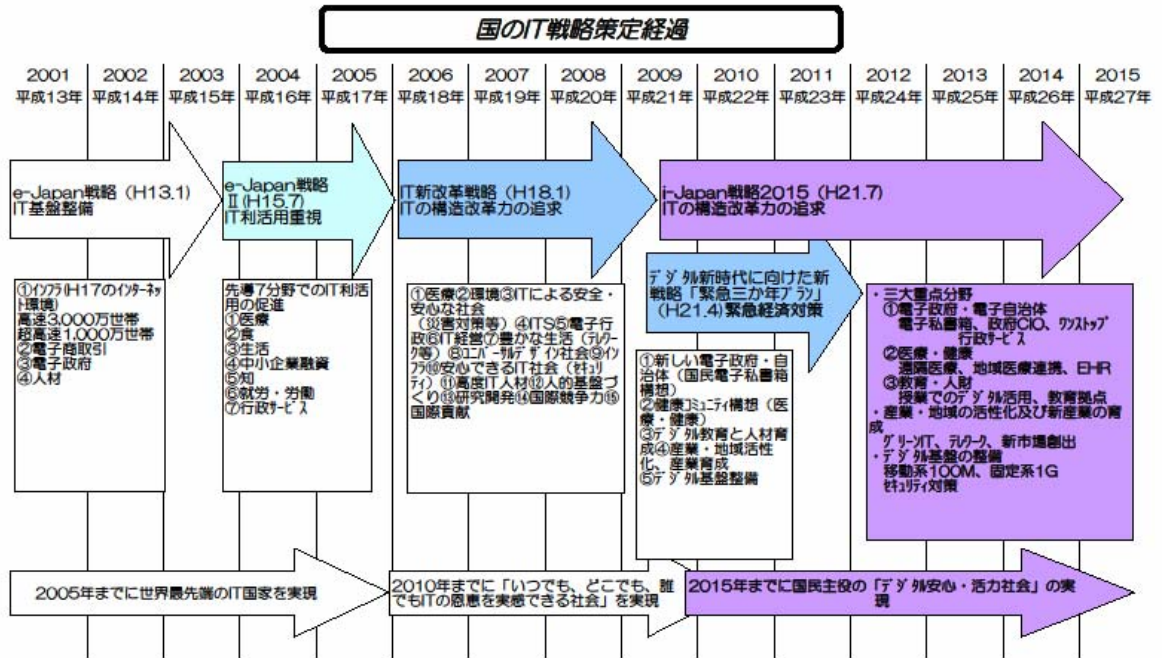 国のIT戦略策定経過
2001 2002 2003 2004 2005 2006 2007 2008 2009 2010 2011 2012 2013 2014 2015
平成13年 平成14年 平成15年 平成16年 平成17年 平成18年 平成19年 平成20年 平成21年 平成22年 平成23年 平成24年 平成25年 平成26年 平成27年
e-Japan戦略（H13.1）
IT基盤整備
e-Japan戦略
Ⅱ(H15.7)
IT利活用重視
IT新改革戦略（H18.1）
ITの構造改革力の追求
i-Japan戦略2015（H21.7）
ITの構造改革力の追求
デジタル新時代に向けた新
戦略「緊急三か年プラン」
（H21.4）緊急経済対策
①インフラ(H17のインターネッ
ト環境)
高速3,000万世帯
超高速1,000万世帯
②電子商取引
③電子政府
④人材
先導7分野でのIT利活
用の促進
①医療
②食
③生活
④中小企業融資
⑤知
⑥就労・労働
⑦行政サービス
①医療②環境③ITによる安全・
安心な社会
（災害対策等）④ITS⑤電子行
政⑥IT経営⑦豊かな生活（テレワー
ク等）⑧ユニバーサルデザイン社会⑨イン
フラ⑩安心できるIT社会（セキュリ
ティ）⑪高度IT人材⑫人的基盤づ
くり⑬研究開発⑭国際競争力⑮
国際貢献
①新しい電子政府・自
治体（国民電子私書箱
構想）
②健康コミュニティ構想（医
療・健康）
③デジタル教育と人材育
成④産業・地域活性
化、産業育成
⑤デジタル基盤整備
・三大重点分野
①電子政府・電子自治体
電子私書箱、政府CIO、ワンストップ
行政サービス
②医療・健康
遠隔医療、地域医療連携、EHR
③教育・人財
授業でのデジタル活用、教育拠点
・産業・地域の活性化及び新産業の育
成
グリーンIT、テレワーク、新市場創出
・デジタル基盤の整備
移動系100M、固定系1G
セキュリティ対策
2005年までに世界最先端のIT国家を実現
2010年までに「いつでも、どこでも、誰
でもITの恩恵を実感できる社会」を実現
2015年までに国民主役の「デジタル安心・活力社会」の実
現